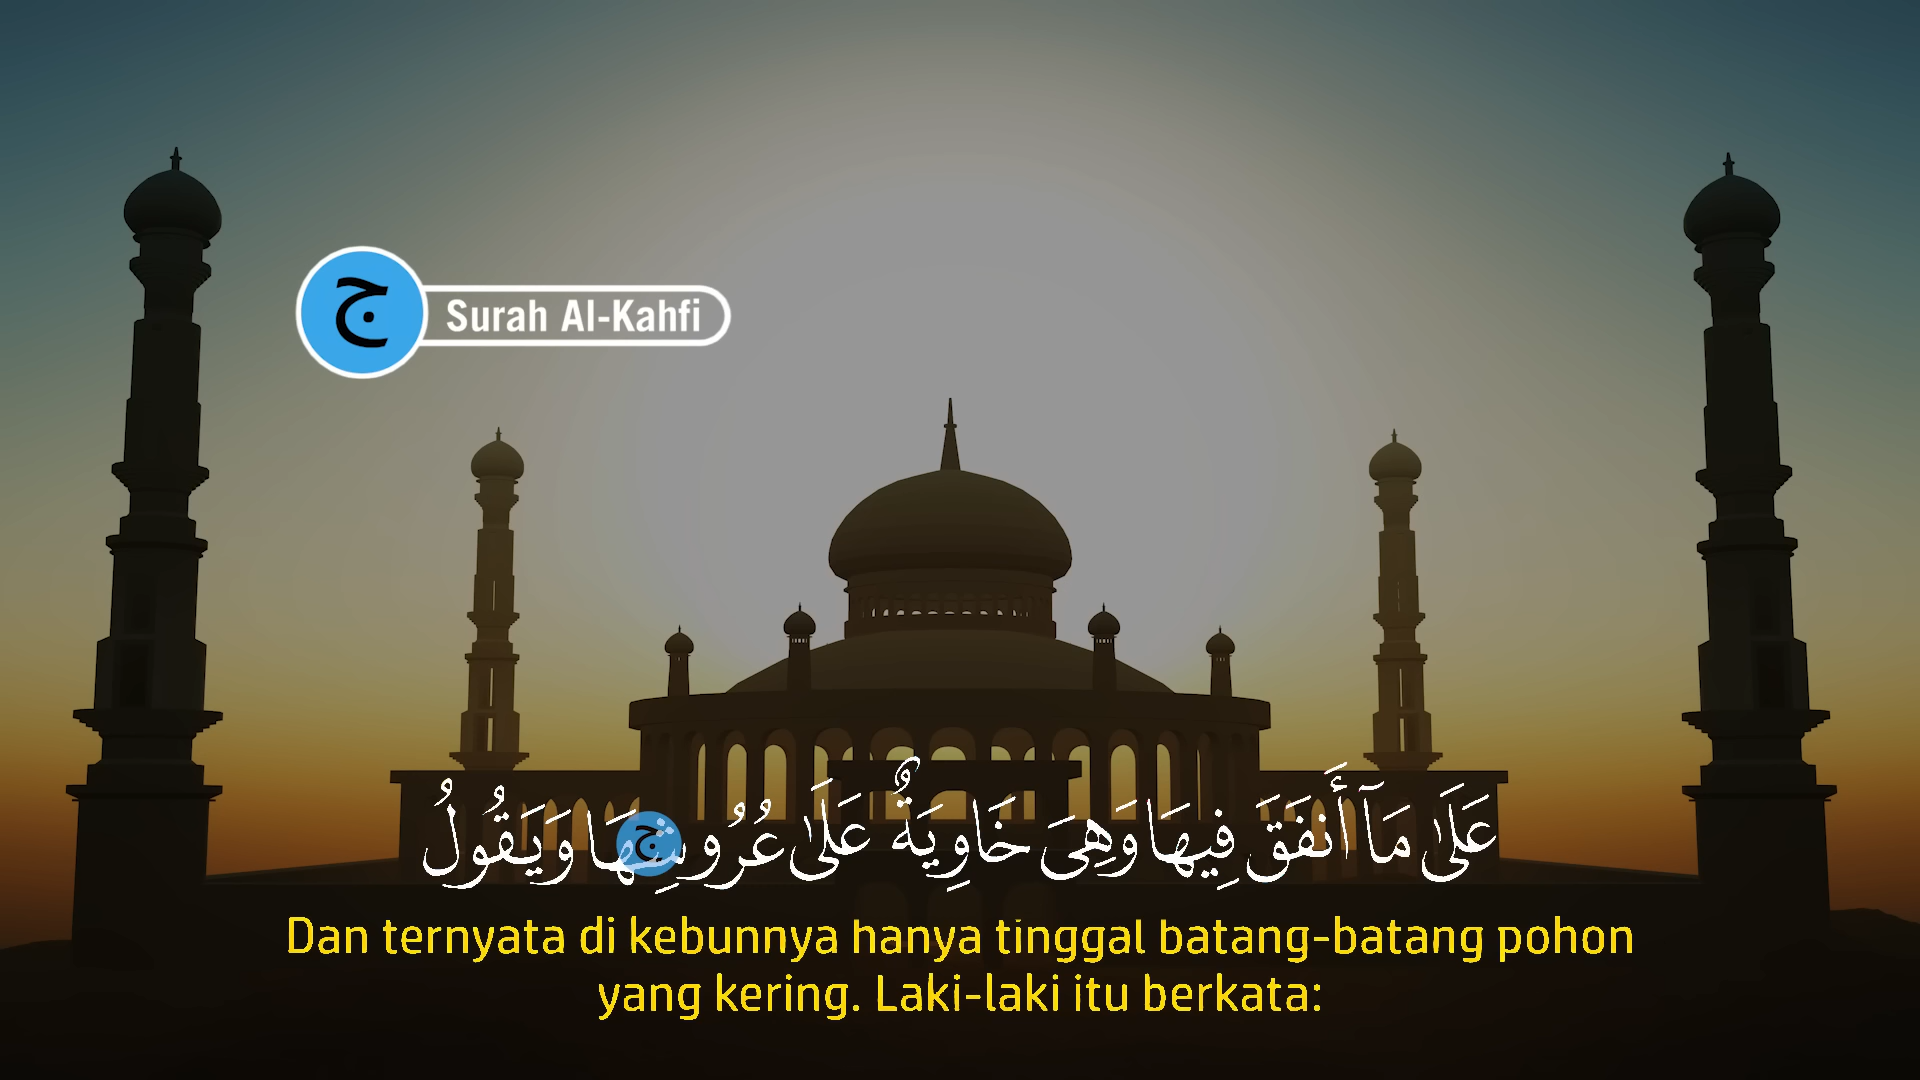 ج
Surah Al-Kahfi
عَلَىٰ مَآ أَنفَقَ فِيهَا وَهِىَ خَاوِيَةٌ عَلَىٰ عُرُوشِهَا وَيَقُولُ
ج
Dan ternyata di kebunnya hanya tinggal batang-batang pohon
yang kering. Laki-laki itu berkata: